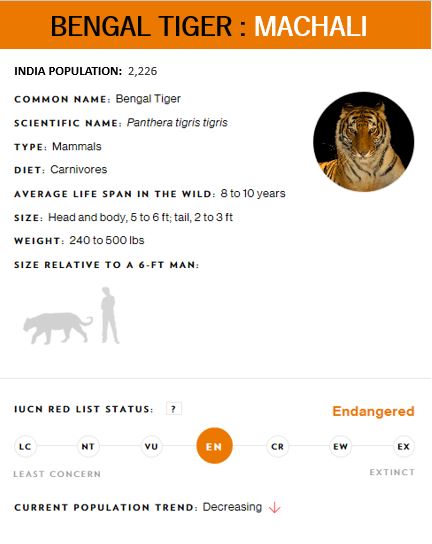 BENGAL TIGER : MACHALI
INDIA POPULATION: 2,226
COMMON NAME: Bengal Tiger
SCIENTIFIC NAME: Panthera tigris tigris
TYPE: Mammals
DIET: Carnivores
AVERAGE LIFE SPAN IN THE WILD: 8 to 10 years
SIZE: Head and body, 5 to 6 ft; tail, 2 to 3 ft
WEIGHT: 240 to 500 lbs
SIZE RELATIVE TO A 6-FT MAN:
IUCN RED LIST STATUS: ? Endangered
LC NT VU EN CR EW EX
LEAST CONCERN EXTINCT
CURRENT POPULATION TREND: Decreasing ↓